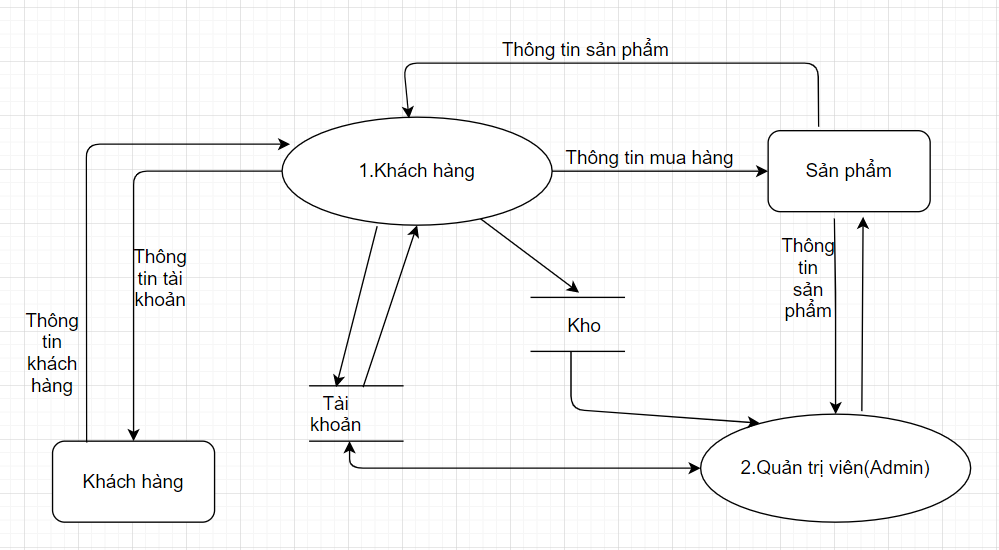 Thông tin sản phẩm
1.Khách hàng
Thông tin mua hàng
Sản phẩm
Thông
tin tài
khoản
Thông
tin
sản
phẩm
Thông
tin
khách
hàng
Kho
Tài
khoản
Khách hàng
2.Quản trị viên(Admin)